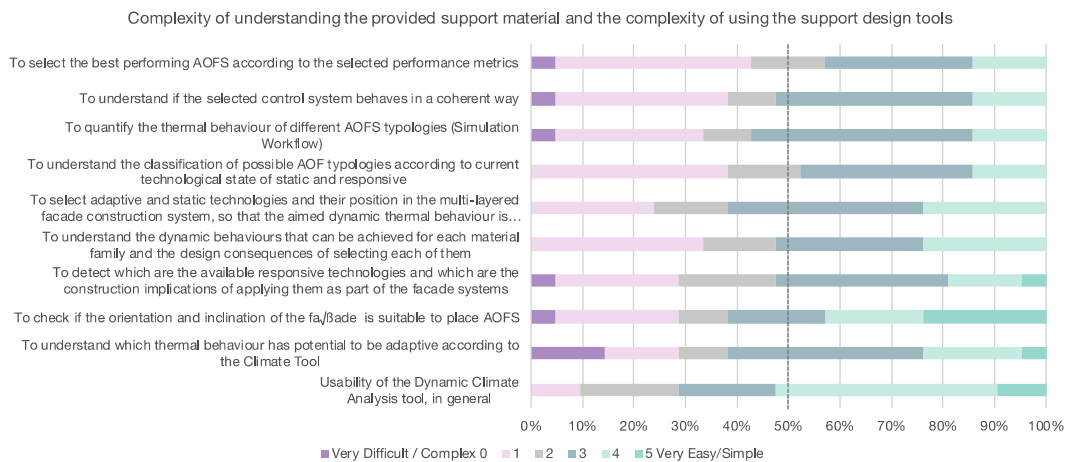 Complexity of understanding the provided support material and the complexity of using the support design tools
To select the best performing AOFS according to the selected performance metrics
To understand if the selected control system behaves in a coherent way
To quantify the thermal behaviour of different AOFS typologies (Simulation
Workflow)
To understand the classification of possible AOF typologies according to current
technological state of static and responsive
To select adaptive and static technologies and their position in the multi-layered
facade construction system, so that the aimed dynamic thermal behaviour is…
To understand the dynamic behaviours that can be achieved for each material
family and the design consequences of selecting each of them
To detect which are the available responsive technologies and which are the
construction implications of applying them as part of the facade systems
To check if the orientation and inclination of the fa√ßade is suitable to place AOFS
To understand which thermal behaviour has potential to be adaptive according to
the Climate Tool
Usability of the Dynamic Climate
Analysis tool, in general
0% 10% 20% 30% 40% 50% 60% 70% 80% 90% 100%
Very Difficult / Complex 0 1 2 3 4 5 Very Easy/Simple